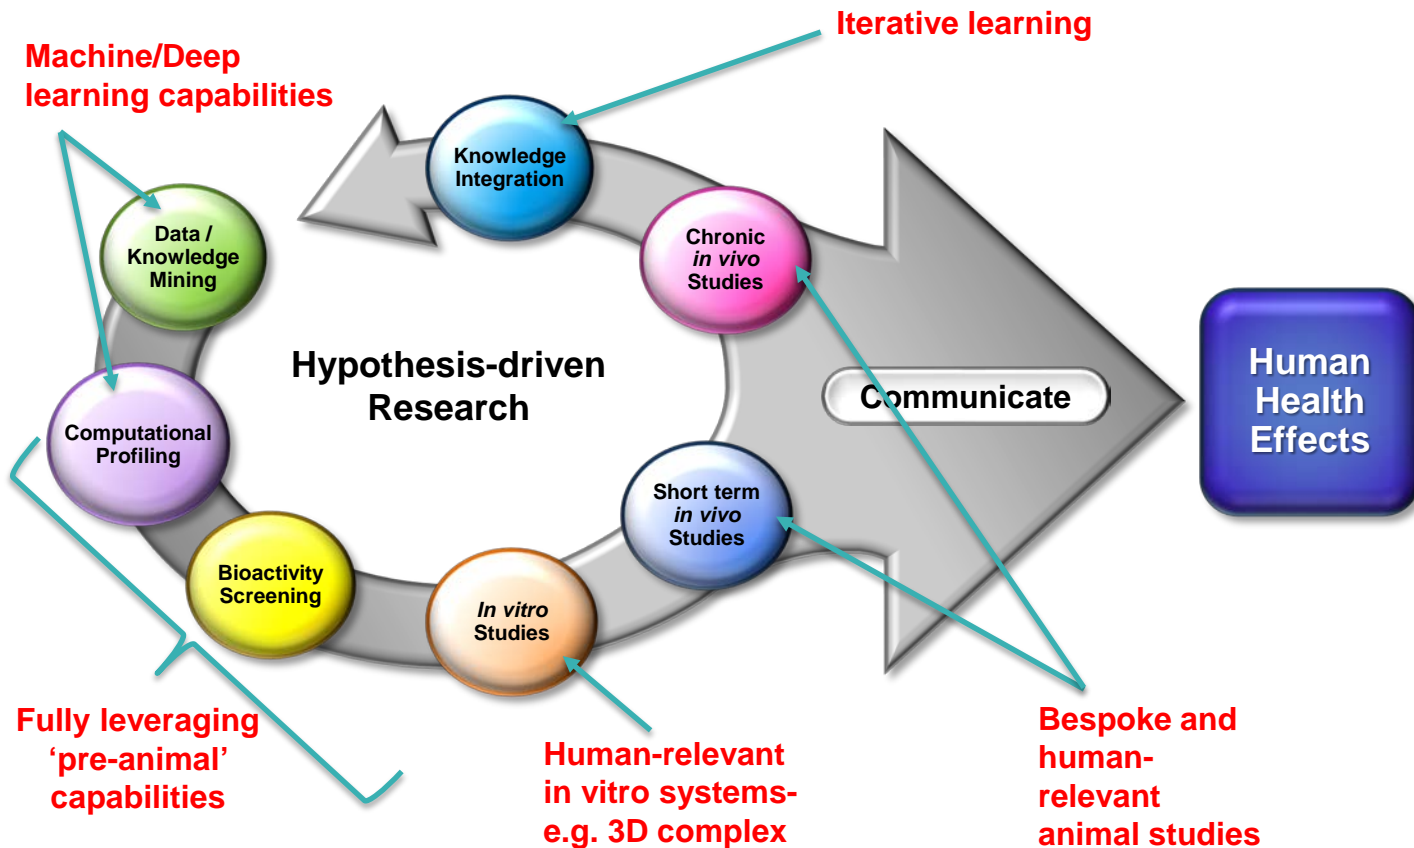 Iterative learning
Machine/Deep
learning capabilities
Knowledge
Integration
Data /
Knowledge
Mining
Chronic
in vivo
Studies
Hypothesis-driven
Research
Communicate
Human
Health
Effects
Computational
Profiling
Short term
in vivo
Studies
Bioactivity
Screening
In vitro
Studies
Fully leveraging
‘pre-animal’
capabilities
Human-relevant
in vitro systems-
e.g. 3D complex
Bespoke and
human-
relevant
animal studies